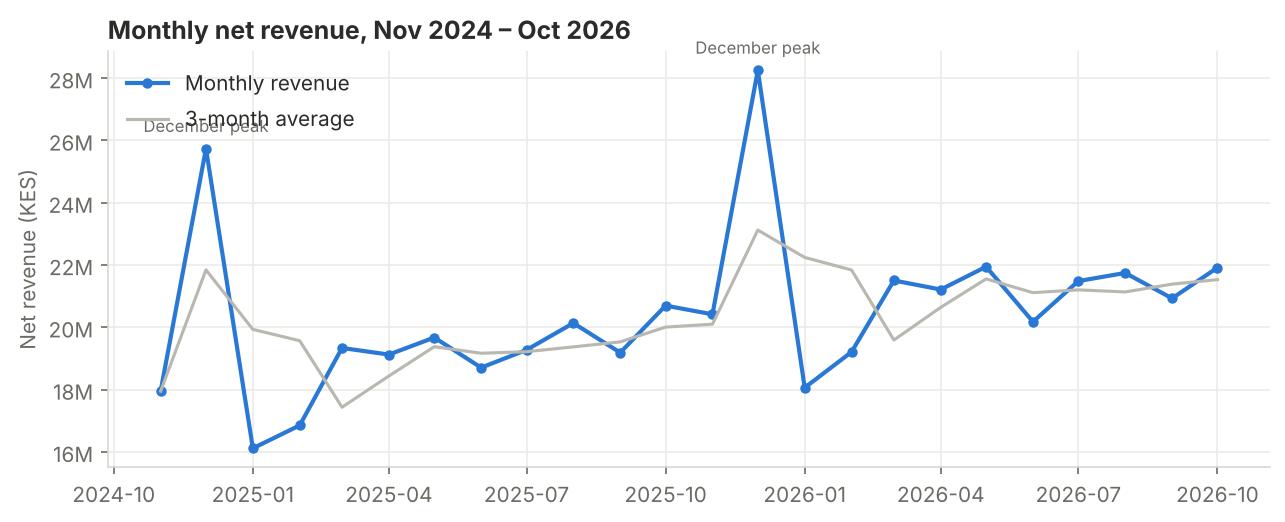 Monthly net revenue, Nov 2024 – Oct 2026
December peak
28M
Monthly revenue
3-month average
December peak
26M
24M
22M
20M
18M
16M
Net revenue (KES)
2024-10
2025-01
2025-04
2025-07
2025-10
2026-01
2026-04
2026-07
2026-10